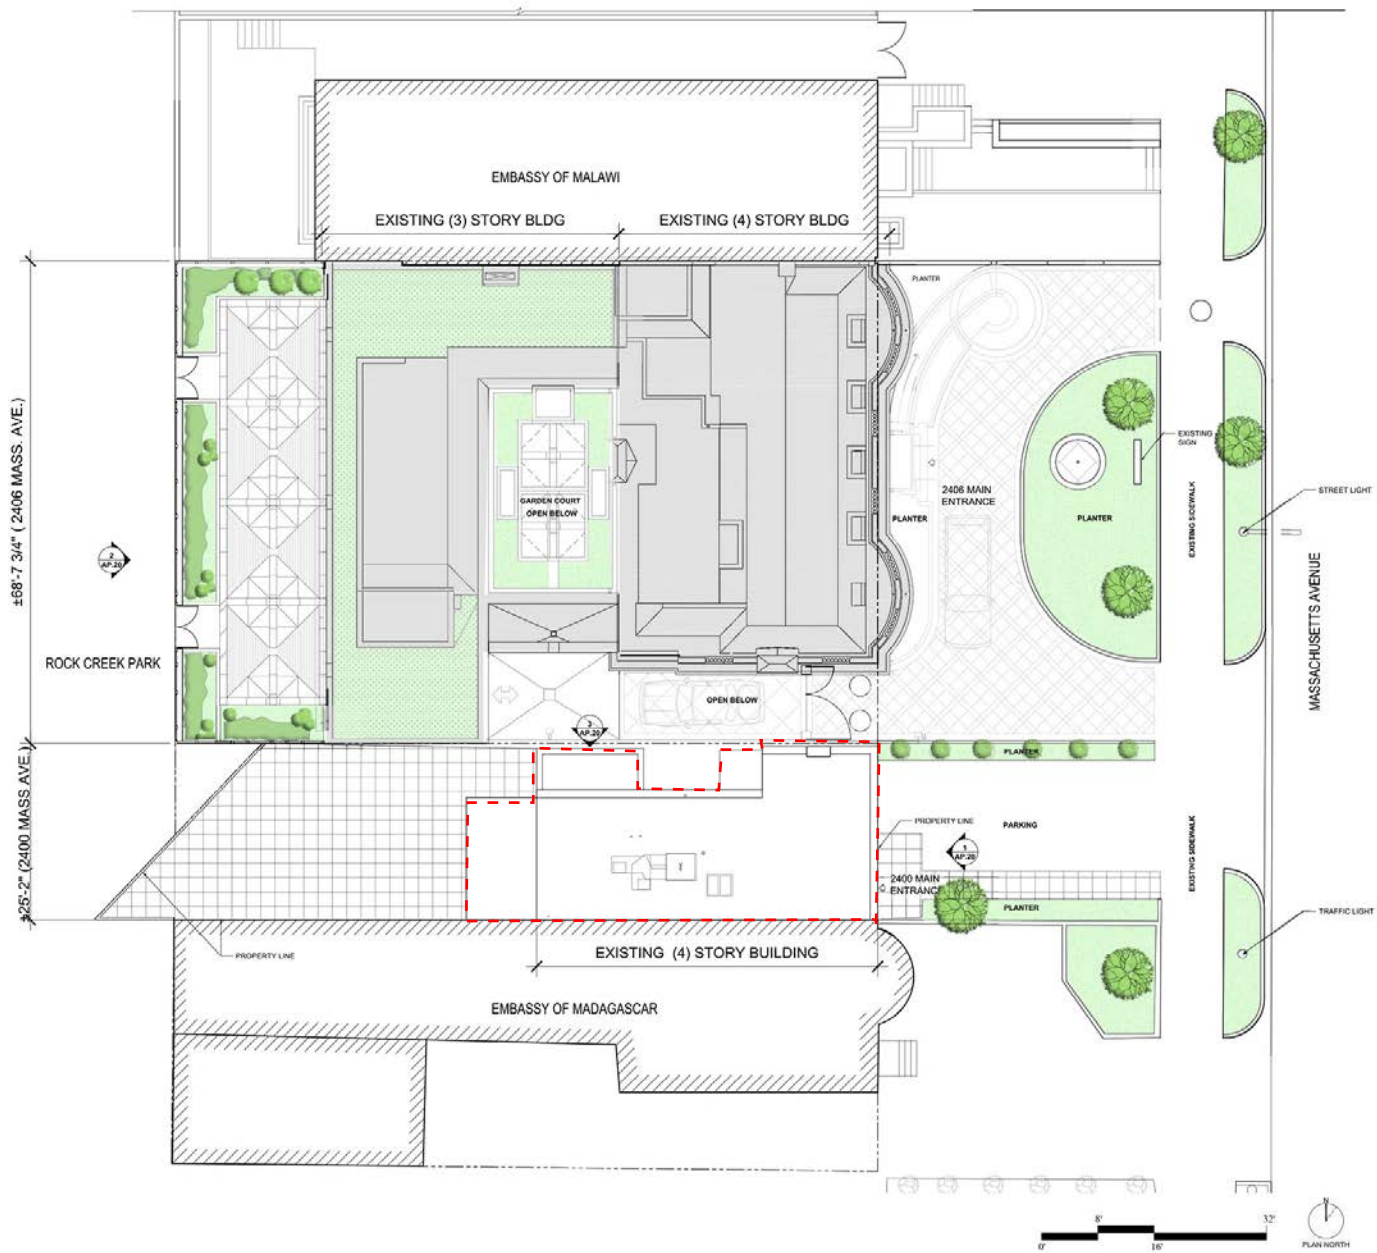 EMBASSY OF MALAWI
EXISTING (3) STORY BLDG
EXISTING (4) STORY BLDG
PLANTER
±68'-7 3/4" ( 2406 MASS. AVE.)
EXISTING
SIGN
STREET LIGHT
2406 MAIN
ENTRANCE
GARDEN COURT
OPEN BELOW
PLANTER
PLANTER
EXISTING SIDEWALK
MASSACHUSETTS AVENUE
2
AP.20
ROCK CREEK PARK
OPEN BELOW
3
AP.20
PLANTER
±25'-2" (2400 MASS AVE.)
PROPERTY LINE
PARKING
1
AP.20
EXISTING SIDEWALK
2400 MAIN
ENTRANCE
PLANTER
TRAFFIC LIGHT
PROPERTY LINE
EXISTING (4) STORY BUILDING
EMBASSY OF MADAGASCAR
N
8'
32'
0'
16'
PLAN NORTH